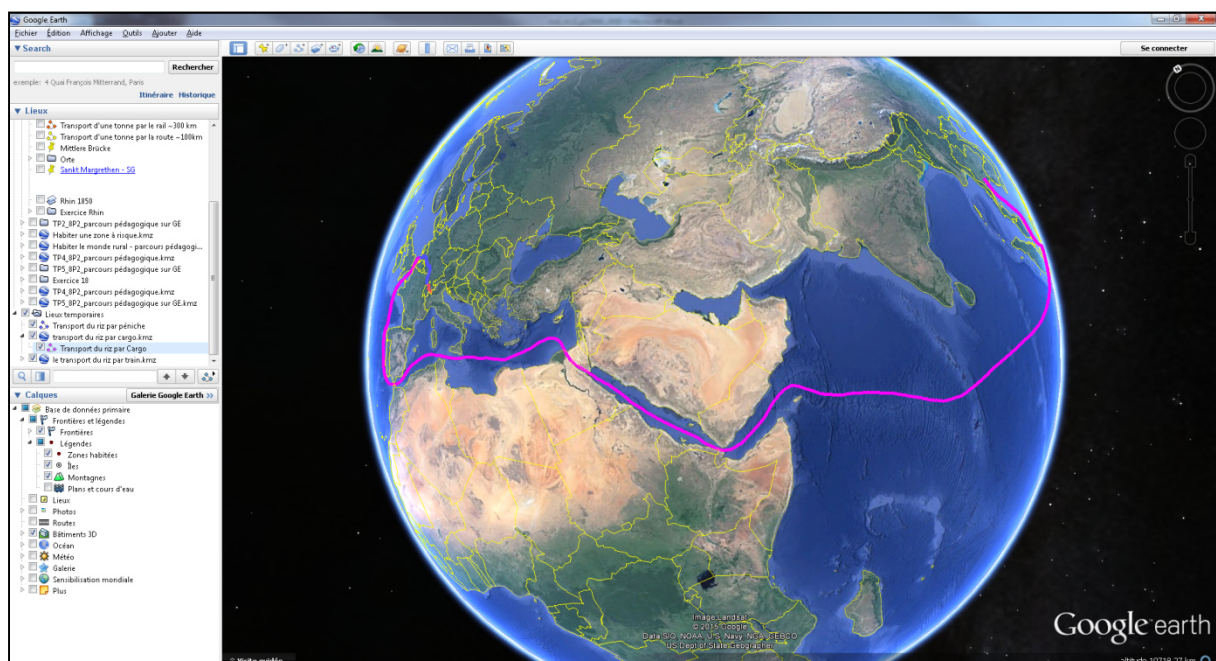 Google Earth
Fichier Édition Affichage Outils Ajouter Aide
Search
Rechercher
Se connecter
exemple: 4 Quai François Mitterrand, Paris
Itinéraire Historique
Lieux
Transport d'une tonne par le rail ~300 km
Transport d'une tonne par la route ~100km
Mittlere Brücke
Orte
Sankt Margrethen - SG
Rhin 1850
Exercice Rhin
TP2_8P2_parcours pédagogique sur GE
Habiter une zone à risque.kmz
Habiter le monde rural - parcours pédagogi...
TP4_8P2_parcours pédagogique.kmz
TP5_8P2_parcours pédagogique sur GE
Exercice 18
TP4_8P2_parcours pédagogique.kmz
TP5_8P2_parcours pédagogique sur GE.kmz
Lieux temporaires
Transport du riz par péniche
transport du riz par cargo.kmz
Transport du riz par Cargo
le transport du riz par train.kmz
Calques
Galerie Google Earth >>
Base de données primaire
Frontières et légendes
Frontières
Légendes
Zones habitées
Îles
Montagnes
Plans et cours d'eau
Lieux
Photos
Routes
Bâtiments 3D
Océan
Météo
Galerie
Sensibilisation mondiale
Plus
Image Landsat
© 2015 Google
Data SIO, NOAA, U.S. Navy, NGA, GEBCO
US Dept of State Geographer
Google earth